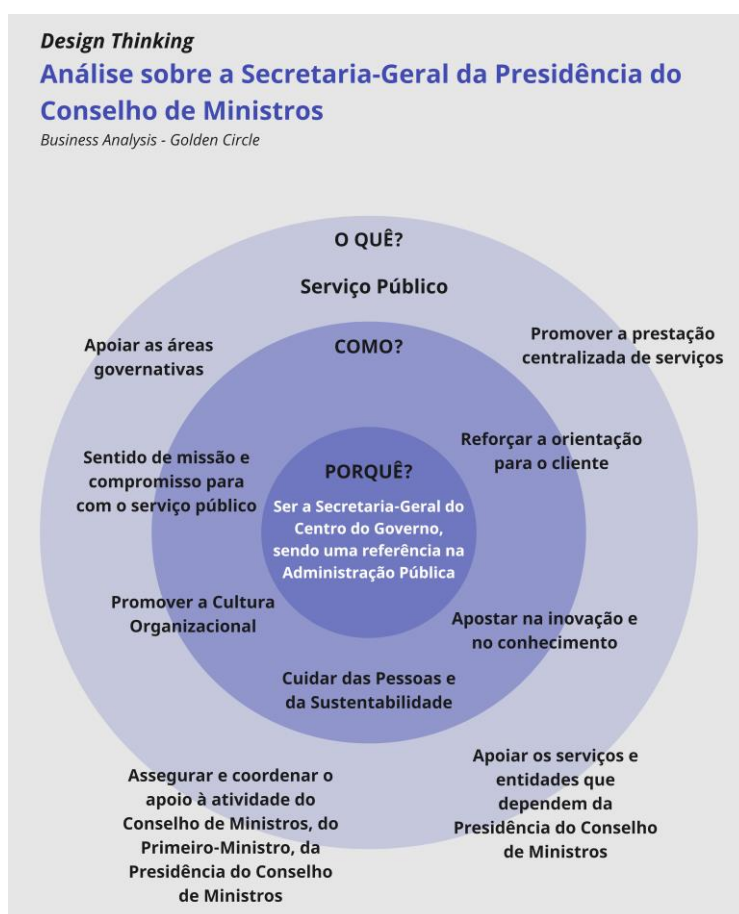 Design Thinking
Análise sobre a Secretaria-Geral da Presidência do
Conselho de Ministros
Business Analysis - Golden Circle
O QUÊ?
Serviço Público
Apoiar as áreas
governativas
Promover a prestação
centralizada de serviços
COMO?
Sentido de missão e
compromisso para
com o serviço público
Reforçar a orientação
para o cliente
PORQUÊ?
Ser a Secretaria-Geral do
Centro do Governo,
sendo uma referência na
Administração Pública
Promover a Cultura
Organizacional
Apostar na inovação e
no conhecimento
Cuidar das Pessoas e
da Sustentabilidade
Assegurar e coordenar o
apoio à atividade do
Conselho de Ministros, do
Primeiro-Ministro, da
Presidência do Conselho
de Ministros
Apoiar os serviços e
entidades que
dependem da
Presidência do Conselho
de Ministros